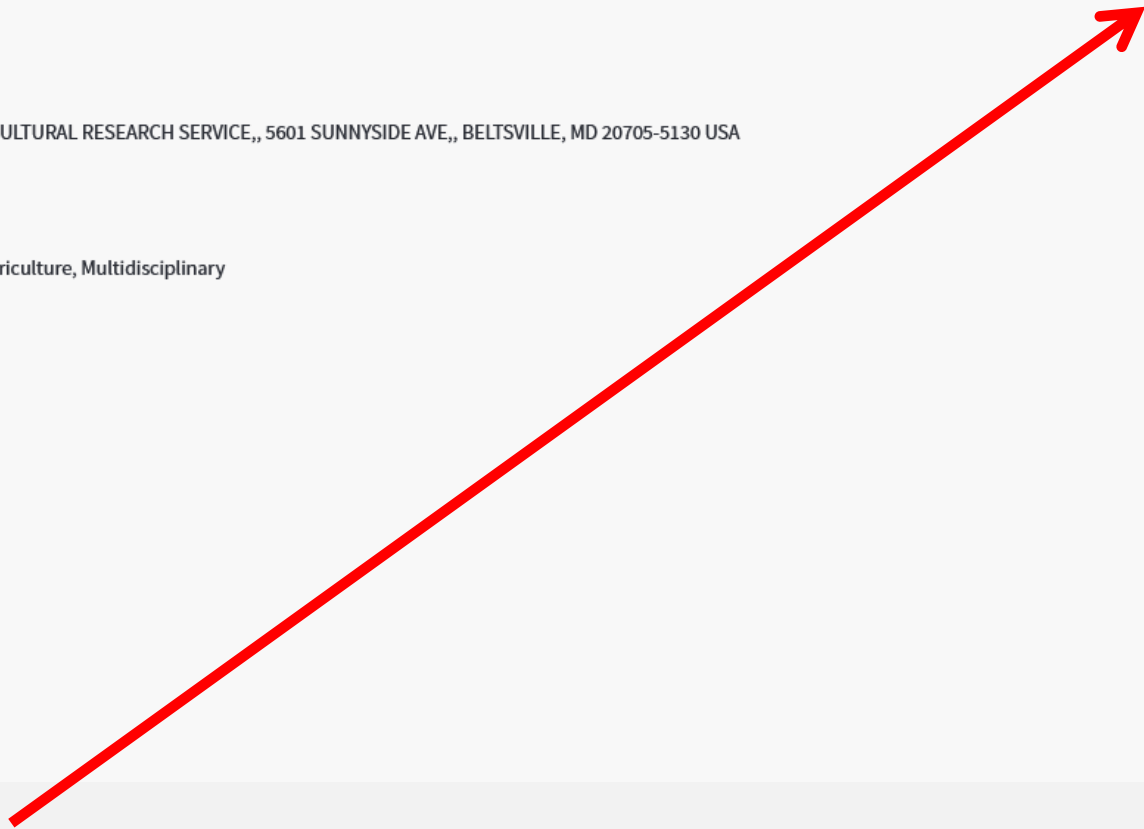 ULTURAL RESEARCH SERVICE,, 5601 SUNNYSIDE AVE,, BELTSVILLE, MD 20705-5130 USA
riculture, Multidisciplinary